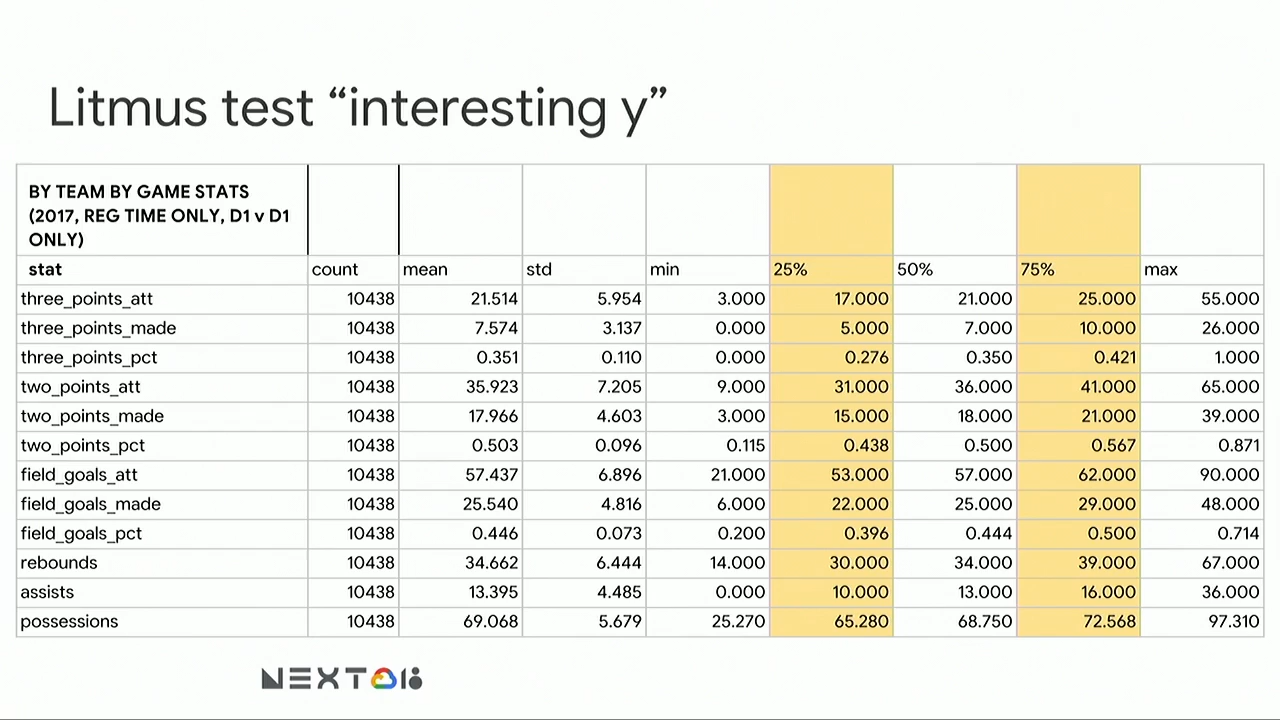 Litmus test “interesting y”
BY TEAM BY GAME STATS
(2017, REG TIME ONLY, D1 v D1
ONLY)
stat count mean std min 25% 50% 75% max
three_points_att 10438 21.514 5.954 3.000 17.000 21.000 25.000 55.000
three_points_made 10438 7.574 3.137 0.000 5.000 7.000 10.000 26.000
three_points_pct 10438 0.351 0.110 0.000 0.276 0.350 0.421 1.000
two_points_att 10438 35.923 7.205 9.000 31.000 36.000 41.000 65.000
two_points_made 10438 17.966 4.603 3.000 15.000 18.000 21.000 39.000
two_points_pct 10438 0.503 0.096 0.115 0.438 0.500 0.567 0.871
field_goals_att 10438 57.437 6.896 21.000 53.000 57.000 62.000 90.000
field_goals_made 10438 25.540 4.816 6.000 22.000 25.000 29.000 48.000
field_goals_pct 10438 0.446 0.073 0.200 0.396 0.444 0.500 0.714
rebounds 10438 34.662 6.444 14.000 30.000 34.000 39.000 67.000
assists 10438 13.395 4.485 0.000 10.000 13.000 16.000 36.000
possessions 10438 69.068 5.679 25.270 65.280 68.750 72.568 97.310
NEXT 18